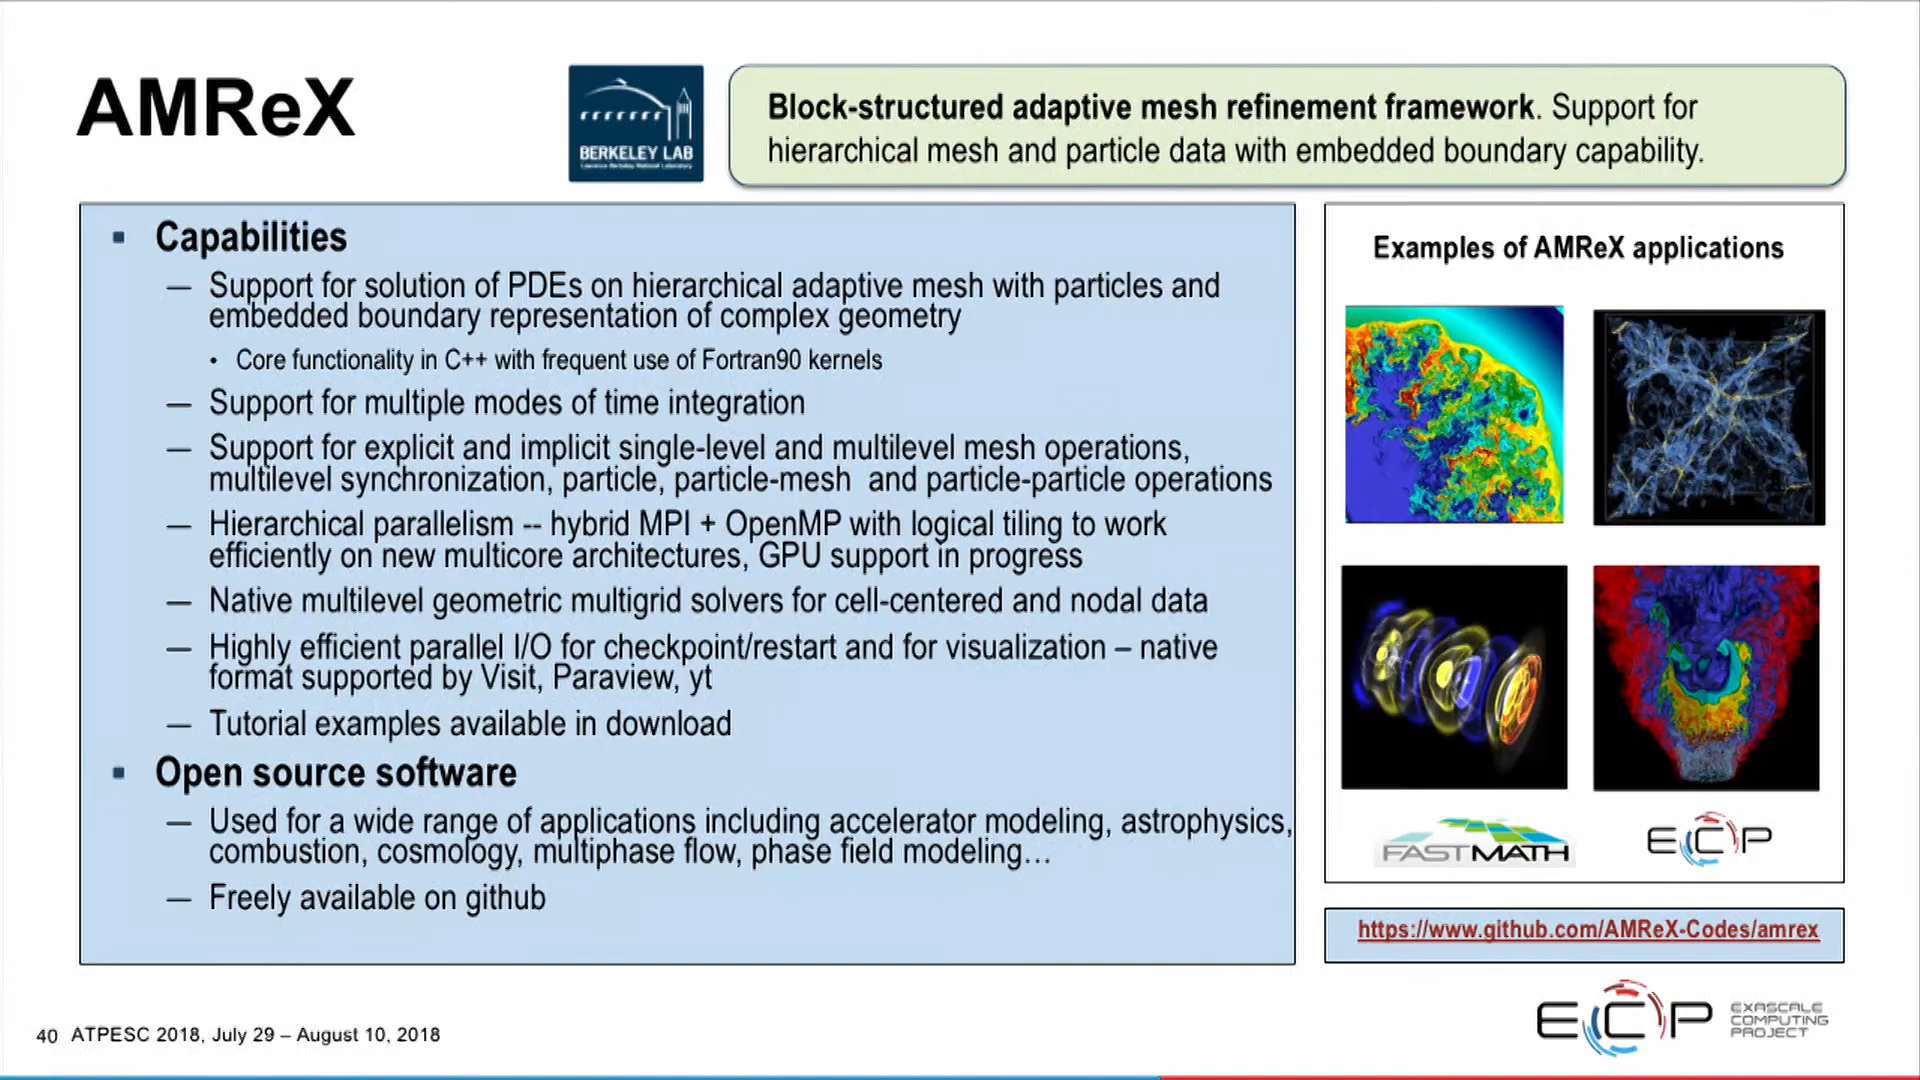 AMReX
BERKELEY LAB
Lawrence Berkeley National Laboratory
Block-structured adaptive mesh refinement framework. Support for
hierarchical mesh and particle data with embedded boundary capability.
▪ Capabilities
— Support for solution of PDEs on hierarchical adaptive mesh with particles and
embedded boundary representation of complex geometry
• Core functionality in C++ with frequent use of Fortran90 kernels
— Support for multiple modes of time integration
— Support for explicit and implicit single-level and multilevel mesh operations,
multilevel synchronization, particle, particle-mesh and particle-particle operations
— Hierarchical parallelism -- hybrid MPI + OpenMP with logical tiling to work
efficiently on new multicore architectures, GPU support in progress
— Native multilevel geometric multigrid solvers for cell-centered and nodal data
— Highly efficient parallel I/O for checkpoint/restart and for visualization – native
format supported by Visit, Paraview, yt
— Tutorial examples available in download
▪ Open source software
— Used for a wide range of applications including accelerator modeling, astrophysics,
combustion, cosmology, multiphase flow, phase field modeling…
— Freely available on github
Examples of AMReX applications
FASTMATH
ECP
https://www.github.com/AMReX-Codes/amrex
40 ATPESC 2018, July 29 – August 10, 2018
ECP
EXASCALE
COMPUTING
PROJECT